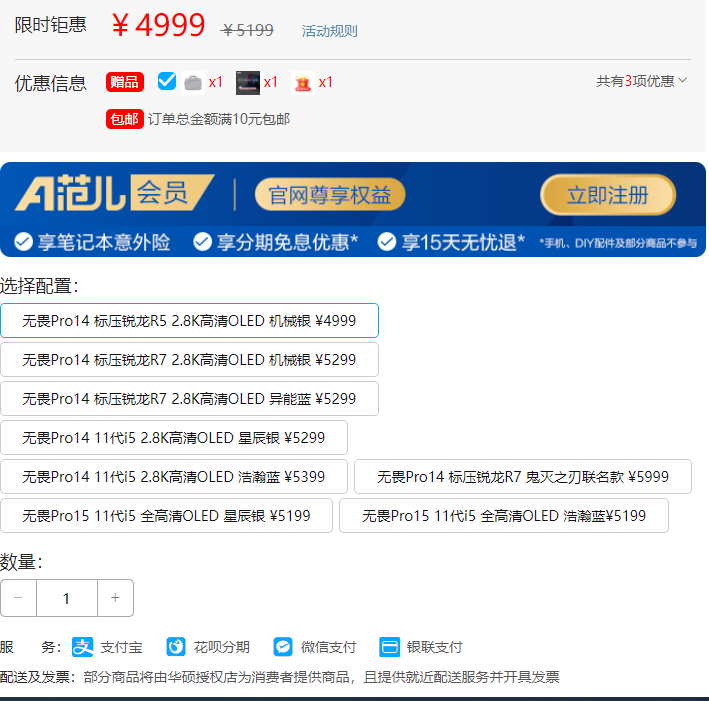 限时钜惠 ¥4999 ¥5199 活动规则
优惠信息 赠品 x1 x1 x1 共有3项优惠
包邮 订单总金额满10元包邮
A范儿会员 官网尊享权益 立即注册
享笔记本意外险 享分期免息优惠* 享15天无忧退* *手机、DIY配件及部分商品不参与
选择配置：
无畏Pro14 标压锐龙R5 2.8K高清OLED 机械银 ¥4999
无畏Pro14 标压锐龙R7 2.8K高清OLED 机械银 ¥5299
无畏Pro14 标压锐龙R7 2.8K高清OLED 异能蓝 ¥5299
无畏Pro14 11代i5 2.8K高清OLED 星辰银 ¥5299
无畏Pro14 11代i5 2.8K高清OLED 浩瀚蓝 ¥5399 无畏Pro14 标压锐龙R7 鬼灭之刃联名款 ¥5999
无畏Pro15 11代i5 全高清OLED 星辰银 ¥5199 无畏Pro15 11代i5 全高清OLED 浩瀚蓝¥5199
数量：
− 1 +
服 务： 支付宝 花呗分期 微信支付 银联支付
配送及发票：部分商品将由华硕授权店为消费者提供商品，且提供就近配送服务并开具发票